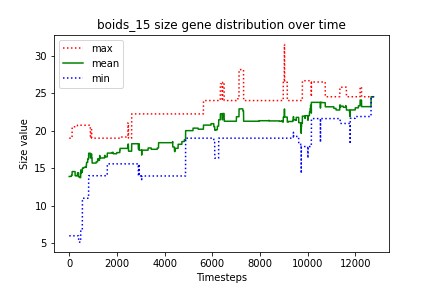 boids_15 size gene distribution over time
max
mean
min
Size value
30
25
20
15
10
5
0
2000
4000
6000
8000
10000
12000
Timesteps